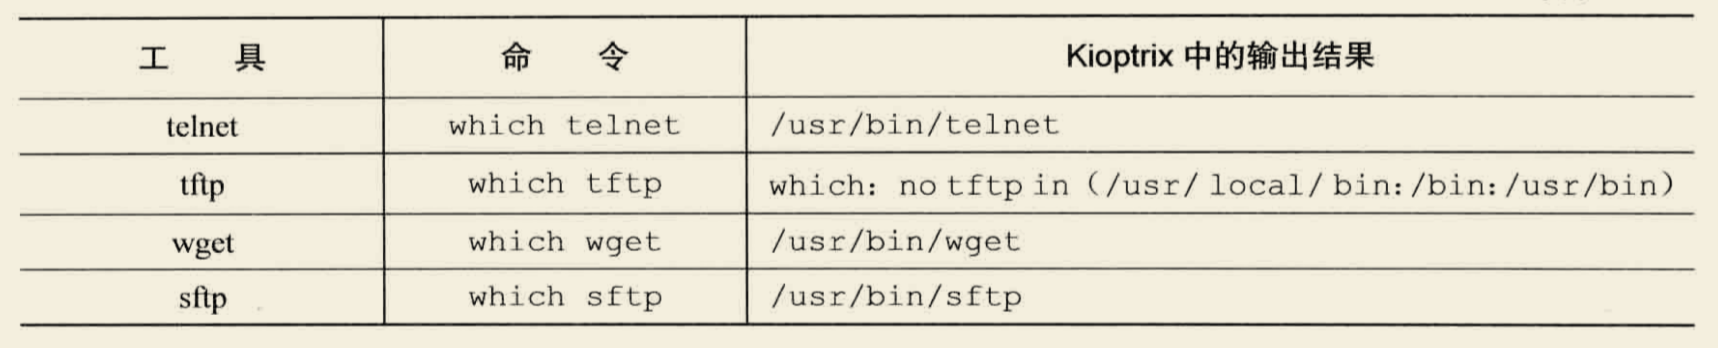 工 具 命 令 Kioptrix 中的输出结果
telnet which telnet /usr/bin/telnet
tftp which tftp which: no tftp in (/usr/ local/ bin:/bin:/usr/bin)
wget which wget /usr/bin/wget
sftp which sftp /usr/bin/sftp